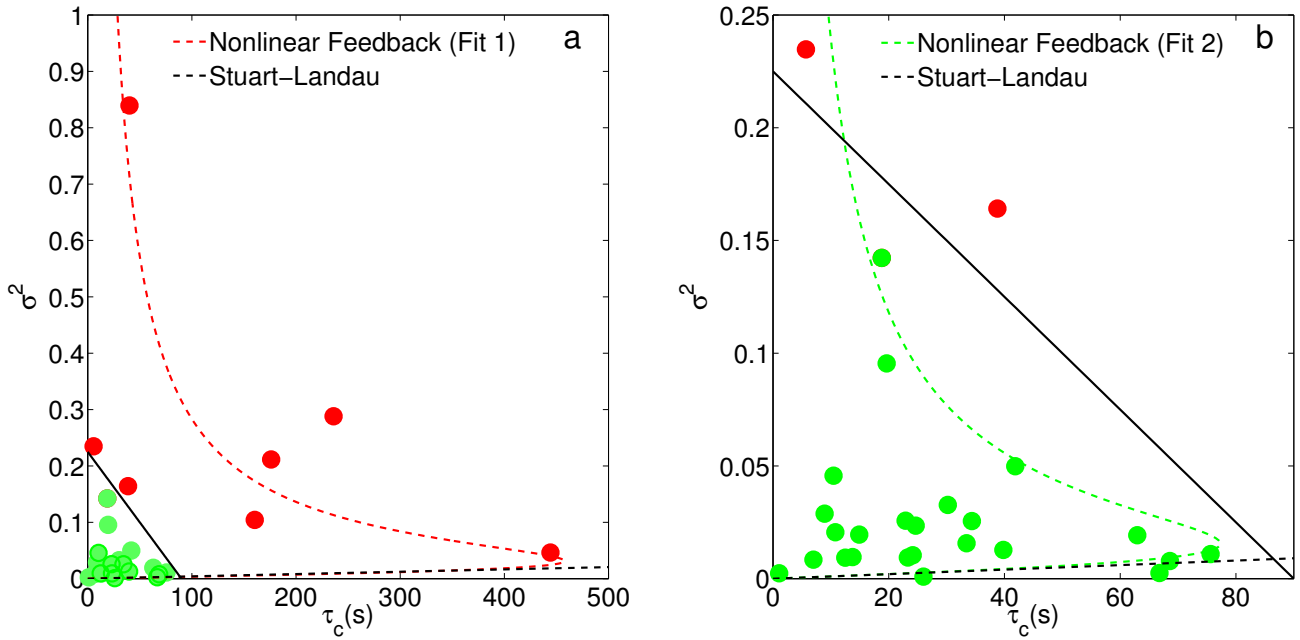 a
Nonlinear Feedback (Fit 1)
Stuart−Landau
1
0.9
0.8
0.7
0.6
0.5
0.4
0.3
0.2
0.1
0
σ²
0 100 200 300 400 500
τc(s)
b
Nonlinear Feedback (Fit 2)
Stuart−Landau
0.25
0.2
0.15
0.1
0.05
0
σ²
0 20 40 60 80
τc(s)